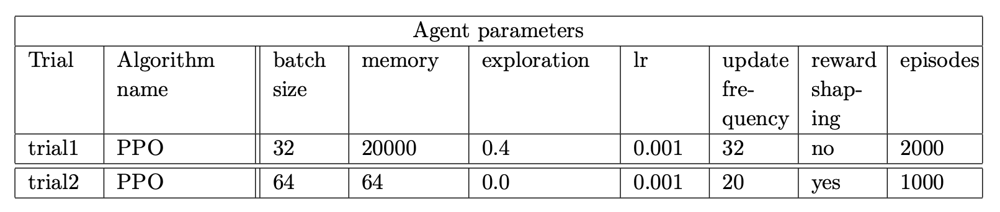 Agent parameters
Trial Algorithm name batch size memory exploration lr update fre-quency reward shap-ing episodes
trial1 PPO 32 20000 0.4 0.001 32 no 2000
trial2 PPO 64 64 0.0 0.001 20 yes 1000